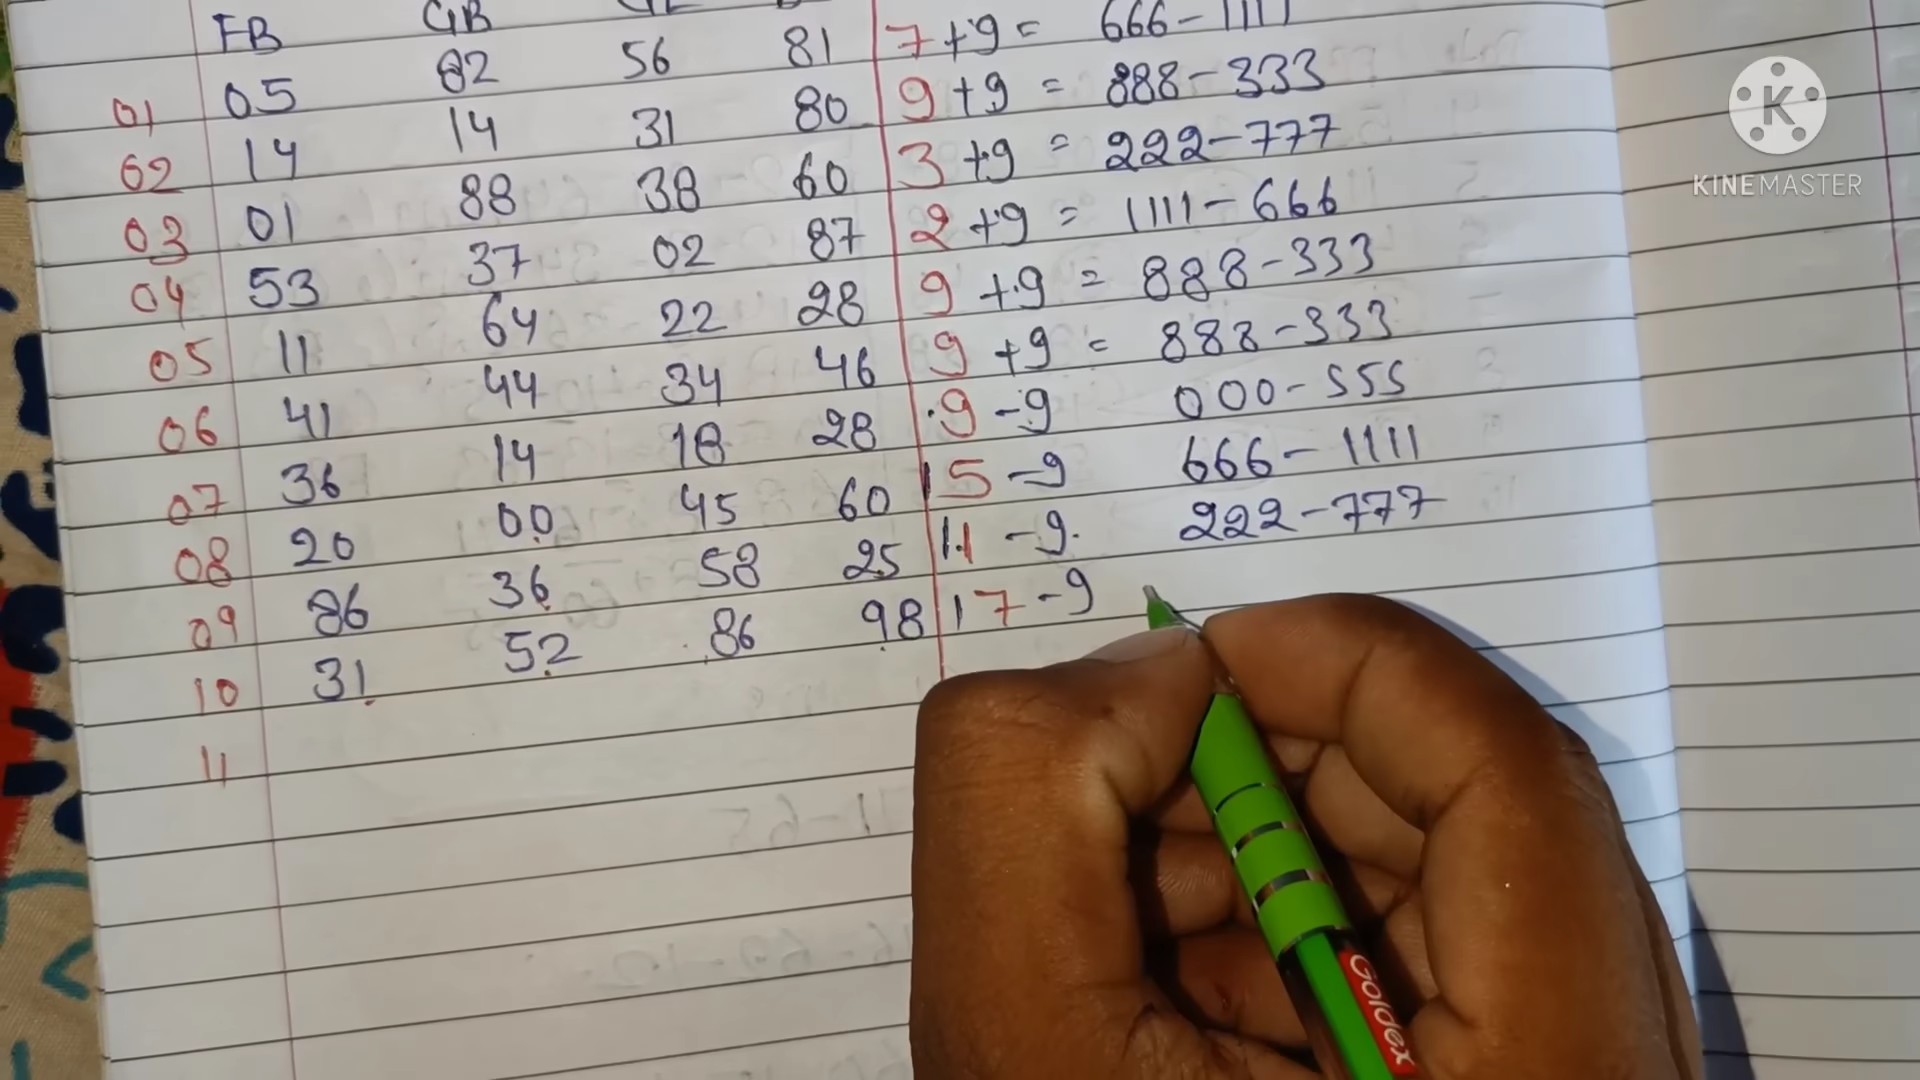 FB GB
05 82 56 81 7+9= 666-1111
01 14 14 31 80 9+9= 888-333
02 01 88 38 60 3+9= 222-777
03 53 37 02 87 2+9= 1111-666
04 11 64 22 28 9+9= 888-333
05 41 44 34 46 9+9= 888-333
06 36 14 18 28 9-9 000-555
07 20 00 45 60 15-9 666-1111
08 86 36 58 25 11-9 222-777
09 31 52 86 98 17-9
10
11
K
KINEMASTER
Goldex